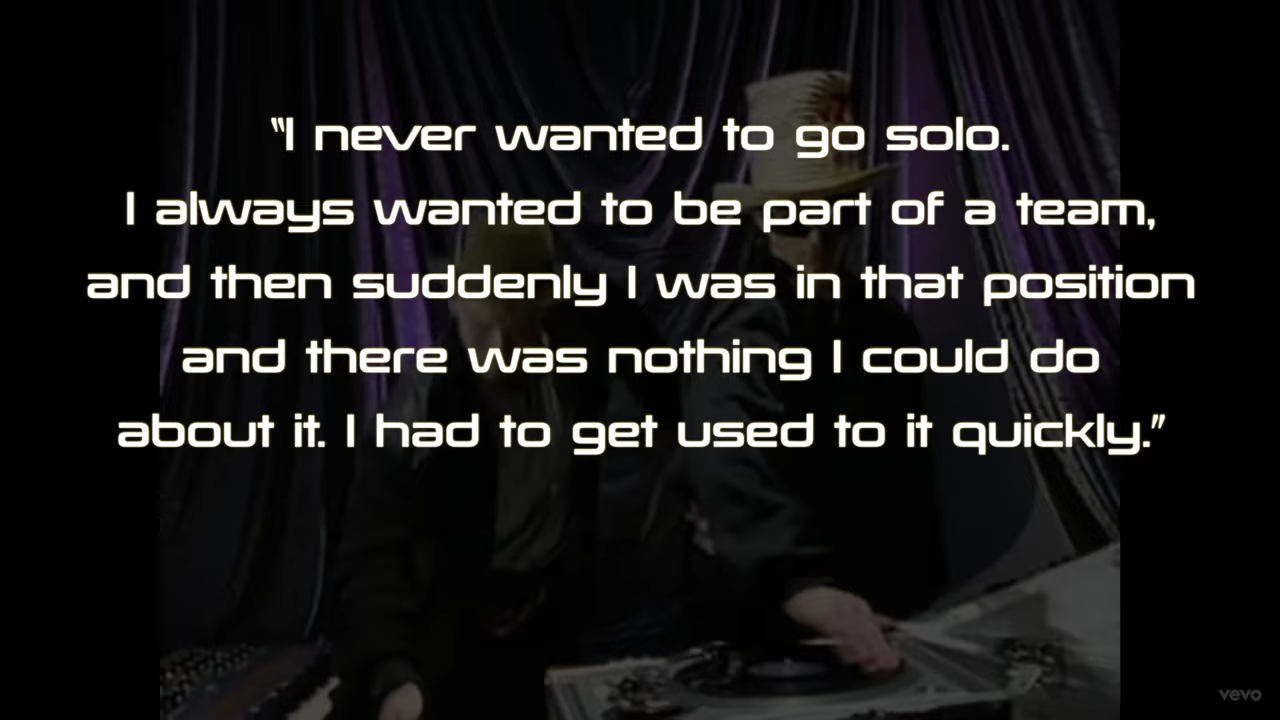 “I never wanted to go solo.
I always wanted to be part of a team,
and then suddenly I was in that position
and there was nothing I could do
about it. I had to get used to it quickly.”
vevo